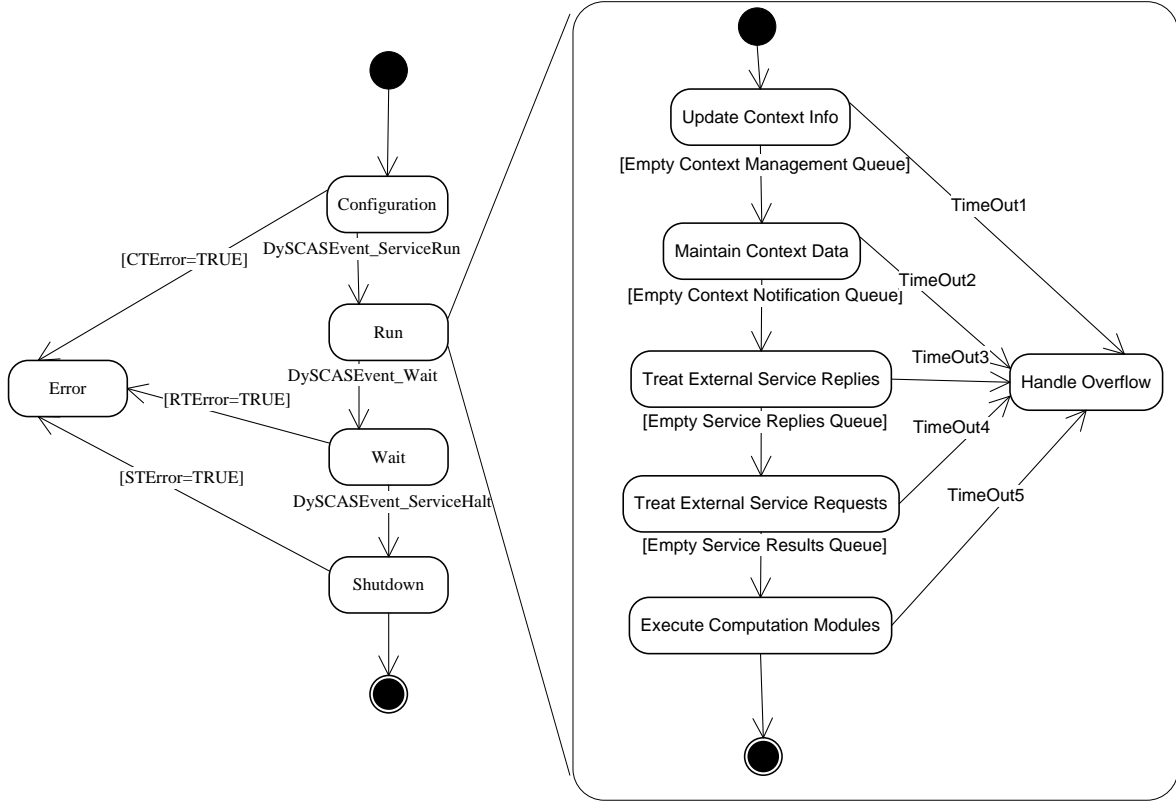 Configuration
[CTError=TRUE]
DySCASEvent_ServiceRun
Run
DySCASEvent_Wait
Error
[RTError=TRUE]
Wait
[STError=TRUE]
DySCASEvent_ServiceHalt
Shutdown
Update Context Info
[Empty Context Management Queue]
TimeOut1
Maintain Context Data
TimeOut2
[Empty Context Notification Queue]
TimeOut3
Treat External Service Replies
Handle Overflow
[Empty Service Replies Queue]
TimeOut4
Treat External Service Requests
TimeOut5
[Empty Service Results Queue]
Execute Computation Modules